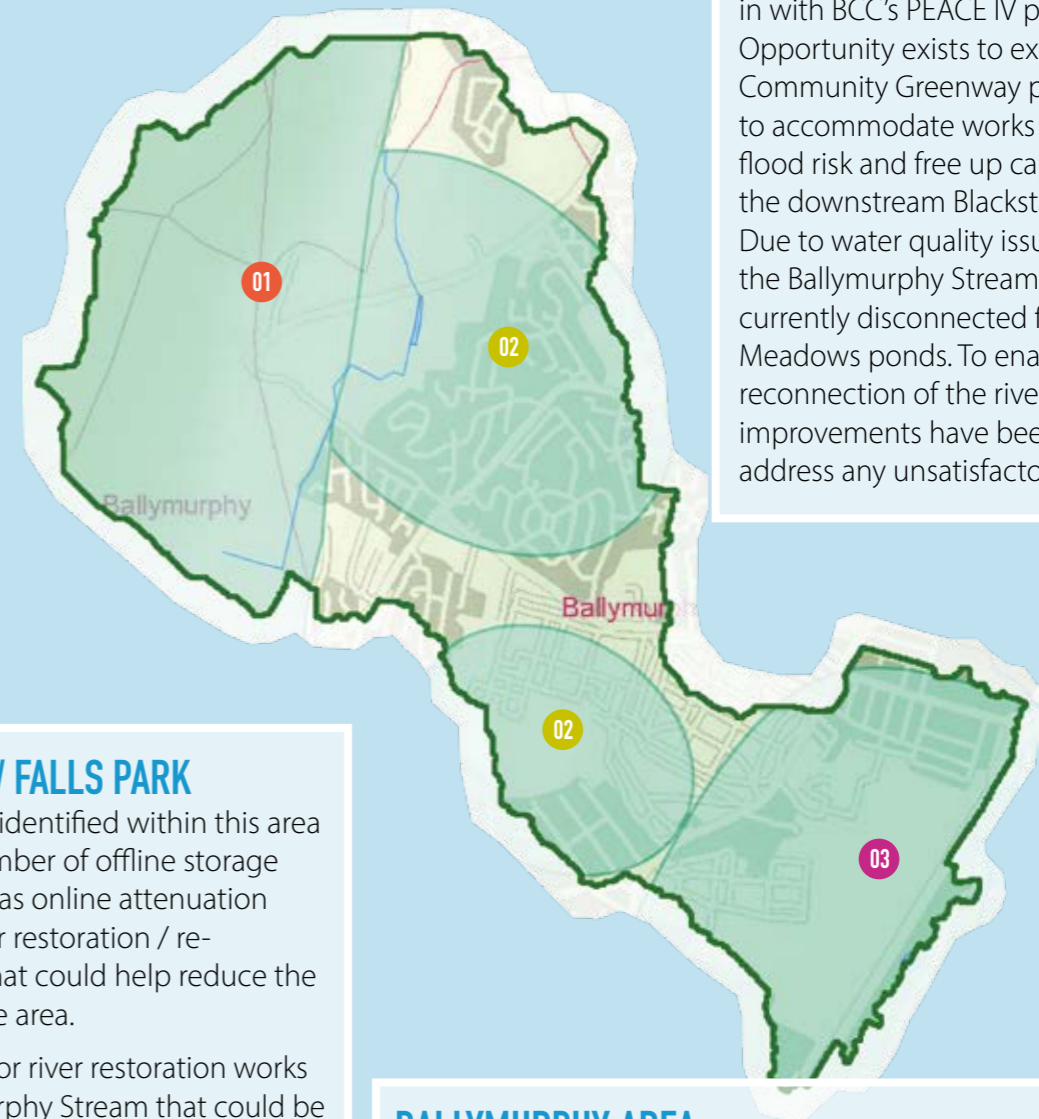 in with BCC's PEACE IV p
Opportunity exists to ex
Community Greenway p
to accommodate works
flood risk and free up ca
the downstream Blackst
Due to water quality issu
the Ballymurphy Stream
currently disconnected f
Meadows ponds. To ena
reconnection of the rive
improvements have bee
address any unsatisfacto
01
02
Ballymurphy
Ballymurph
02
03
FALLS PARK
identified within this area
mber of offline storage
as online attenuation
r restoration / re-
hat could help reduce the
e area.
or river restoration works
rphy Stream that could be
BALLYMURPHY AREA